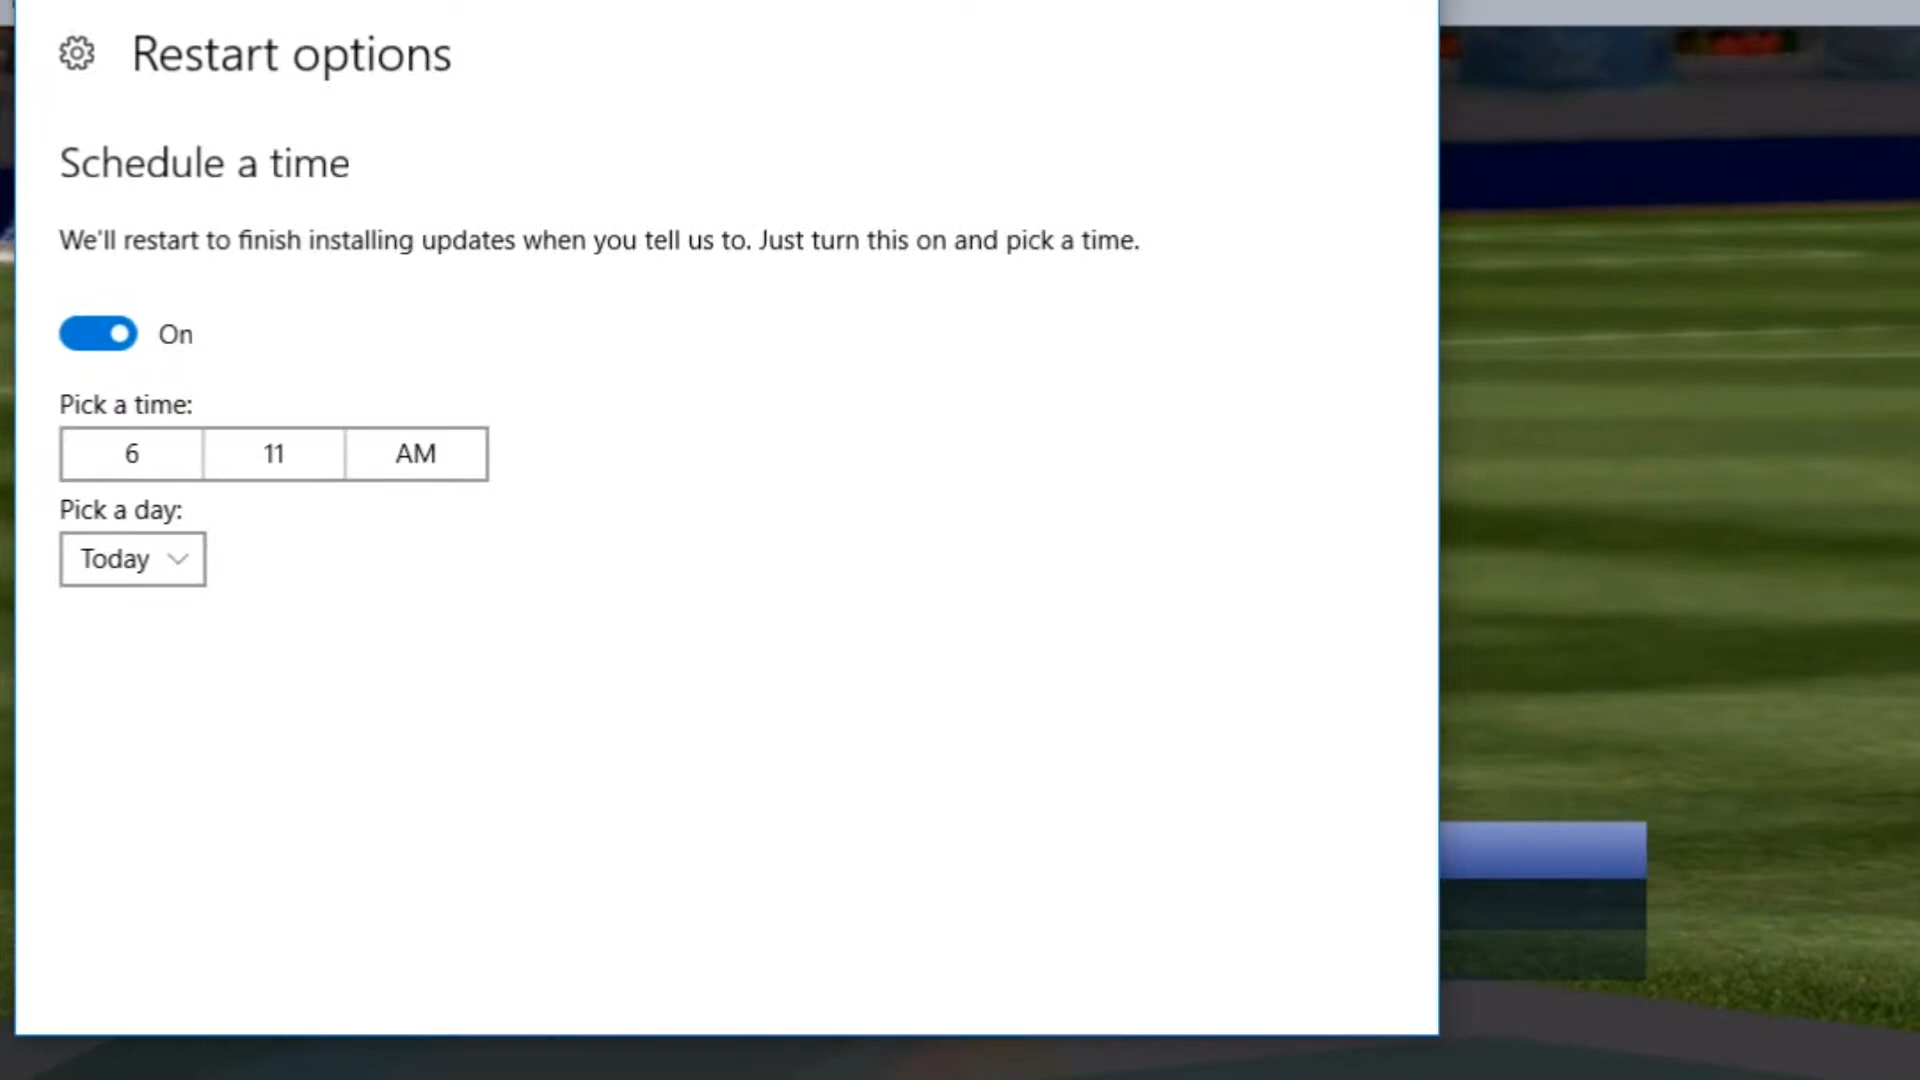 Restart options
Schedule a time
We'll restart to finish installing updates when you tell us to. Just turn this on and pick a time.
On
Pick a time:
6 11 AM
Pick a day:
Today